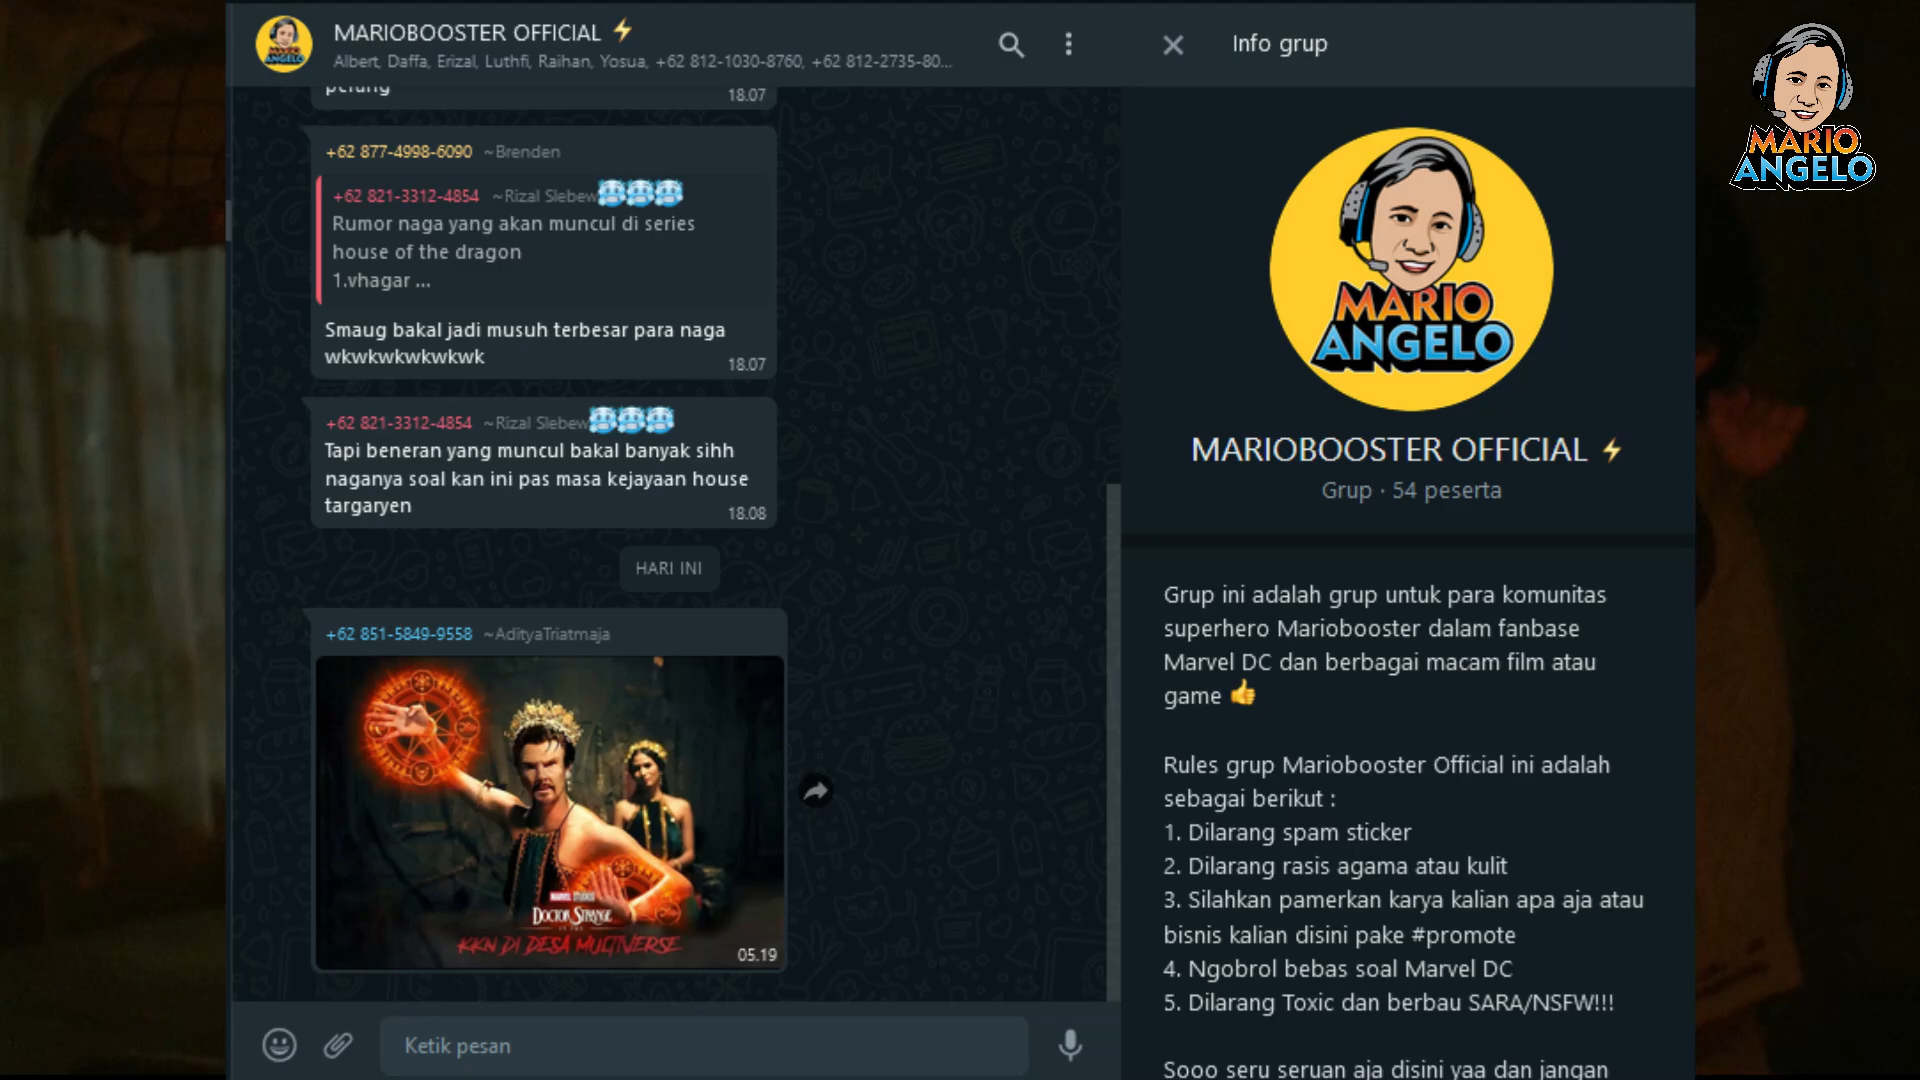 MARIOBOOSTER OFFICIAL ⚡
Albert, Daffa, Erizal, Luthfi, Raihan, Yosua, +62 812-1030-8760, +62 812-2735-80...
perang
18.07
+62 877-4998-6090 ~Brenden
+62 821-3312-4854 ~Rizal Slebew🥶🥶🥶
Rumor naga yang akan muncul di series
house of the dragon
1.vhagar ...
Smaug bakal jadi musuh terbesar para naga
wkwkwkwkwkwk
18.07
+62 821-3312-4854 ~Rizal Slebew🥶🥶🥶
Tapi beneran yang muncul bakal banyak sihh
naganya soal kan ini pas masa kejayaan house
targaryen
18.08
HARI INI
+62 851-5849-9558 ~AdityaTriatmaja
MARVEL STUDIOS
DOCTOR STRANGE
IN THE
KKN DI DESA MULTIVERSE
05.19
Ketik pesan
Info grup
MARIO
ANGELO
MARIOBOOSTER OFFICIAL ⚡
Grup · 54 peserta
Grup ini adalah grup untuk para komunitas
superhero Mariobooster dalam fanbase
Marvel DC dan berbagai macam film atau
game 👍
Rules grup Mariobooster Official ini adalah
sebagai berikut :
1. Dilarang spam sticker
2. Dilarang rasis agama atau kulit
3. Silahkan pamerkan karya kalian apa aja atau
bisnis kalian disini pake #promote
4. Ngobrol bebas soal Marvel DC
5. Dilarang Toxic dan berbau SARA/NSFW!!!
Sooo seru seruan aja disini yaa dan jangan
MARIO
ANGELO